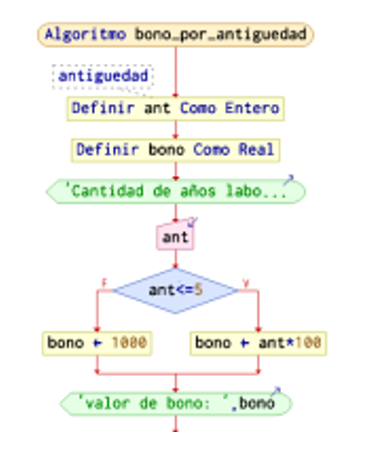 Algoritmo bono_por_antiguedad
antiguedad
Definir ant Como Entero
Definir bono Como Real
'Cantidad de años labo...
ant
ant<=5
F V
bono ← 1000 bono ← ant*100
'valor de bono: ',bono